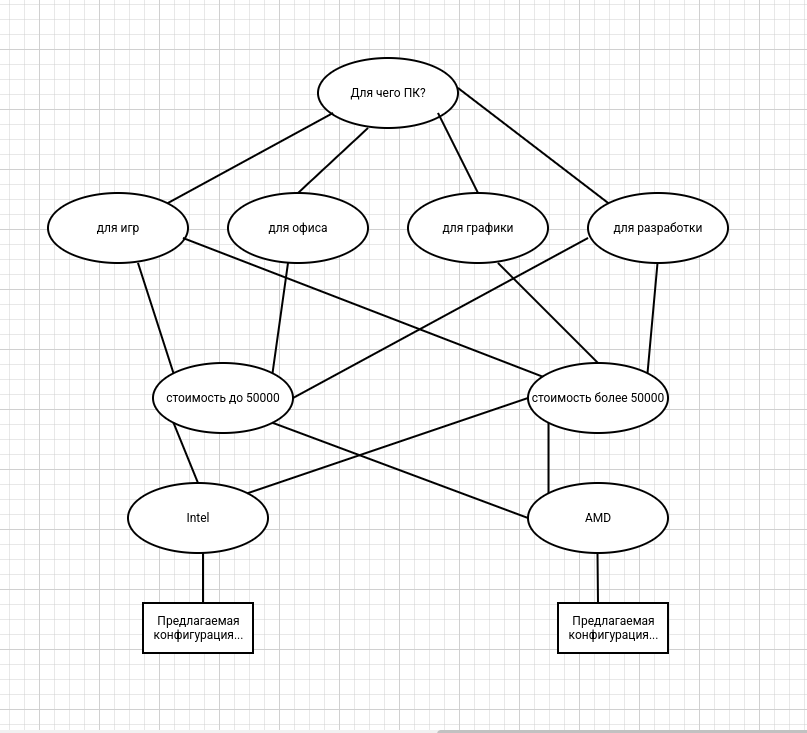 Для чего ПК?
для игр
для офиса
для графики
для разработки
стоимость до 50000
стоимость более 50000
Intel
AMD
Предлагаемая
конфигурация...
Предлагаемая
конфигурация...